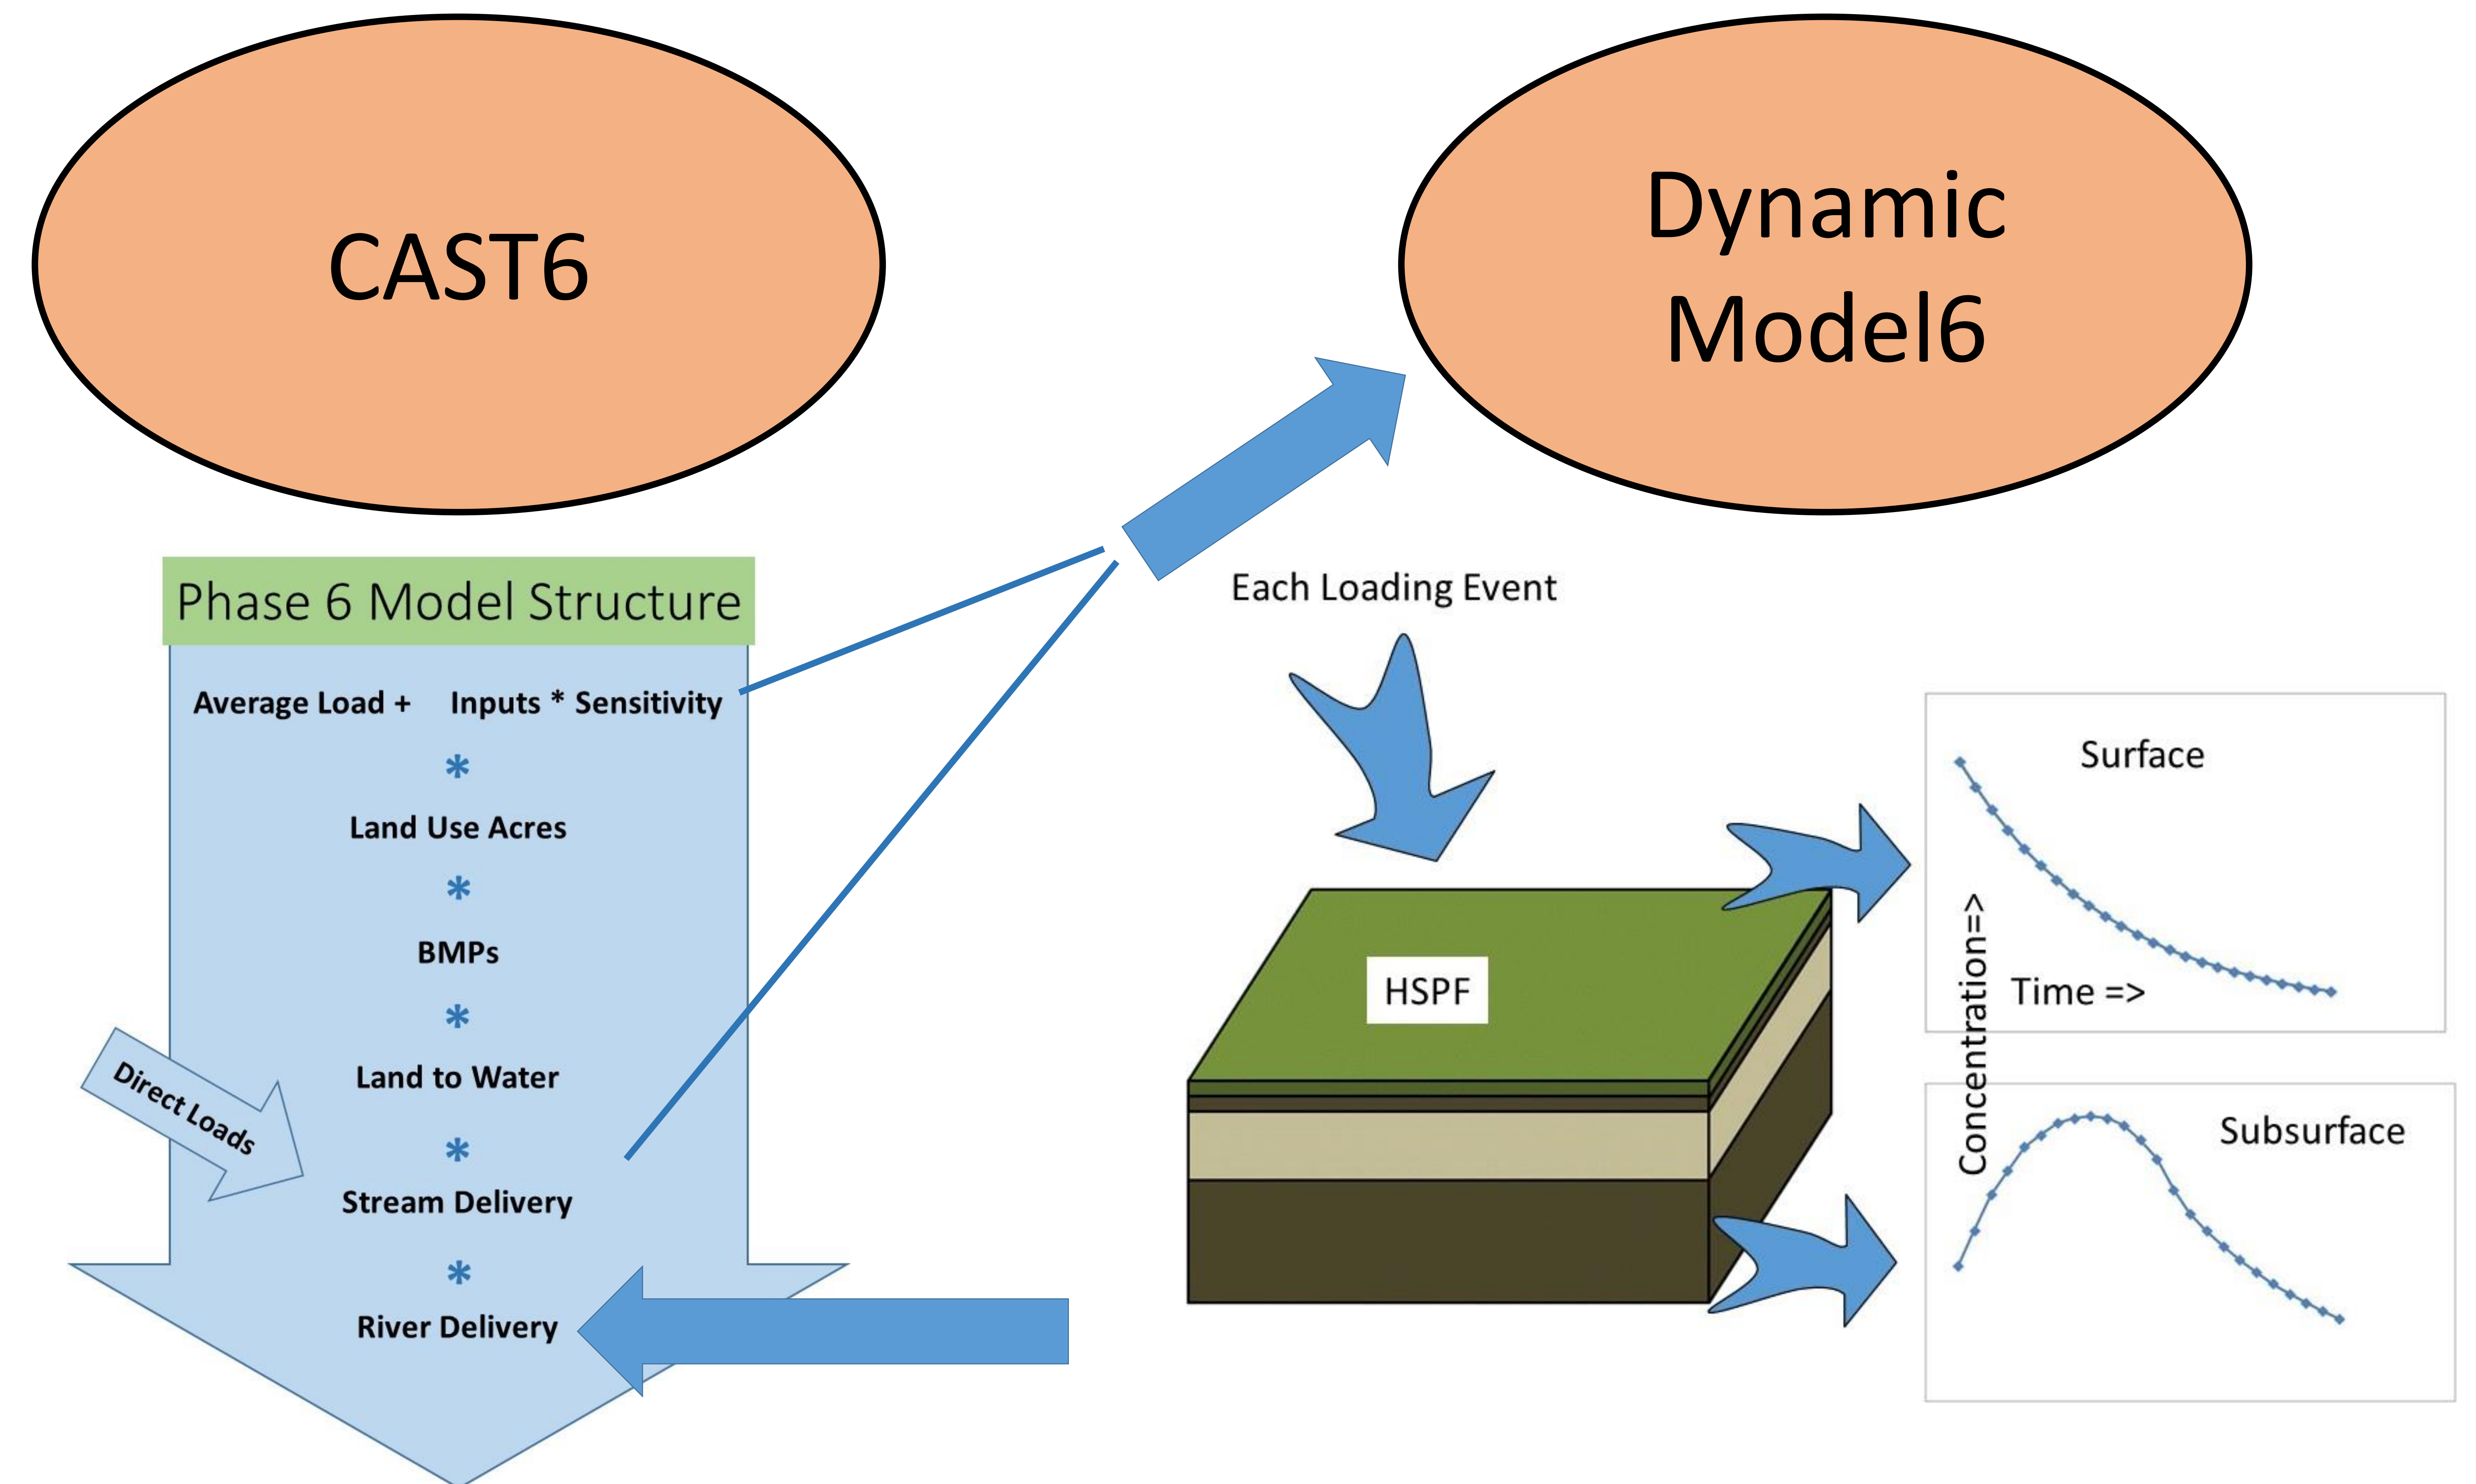 CAST6
Dynamic
Model6
Phase 6 Model Structure
Average Load +    Inputs * Sensitivity
*
Land Use Acres
*
BMPs
*
Land to Water
*
Direct Loads
Stream Delivery
*
River Delivery
Each Loading Event
HSPF
Surface
Concentration=>
Time =>
Subsurface